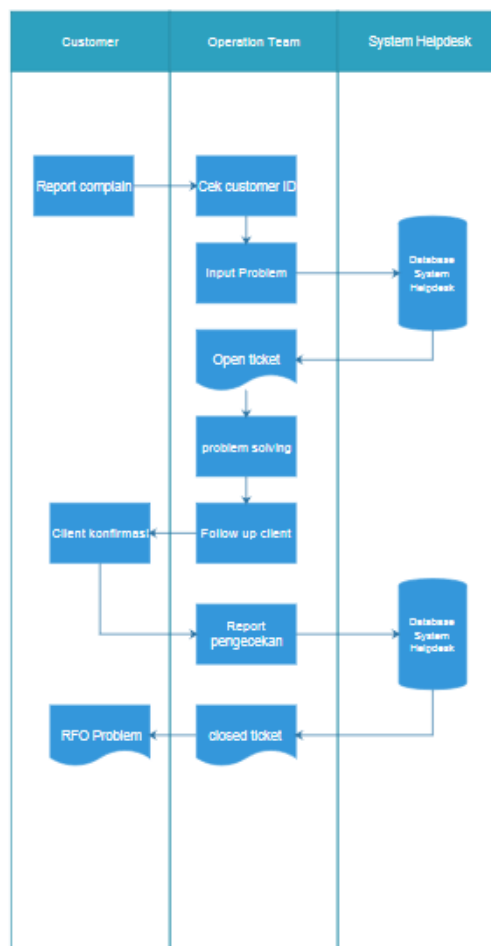 Customer
Operation Team
System Helpdesk
Report complain
Cek customer ID
Input Problem
Database
System
Helpdesk
Open ticket
problem solving
Client konfirmasi
Follow up client
Report
pengecekan
Database
System
Helpdesk
RFO Problem
closed ticket